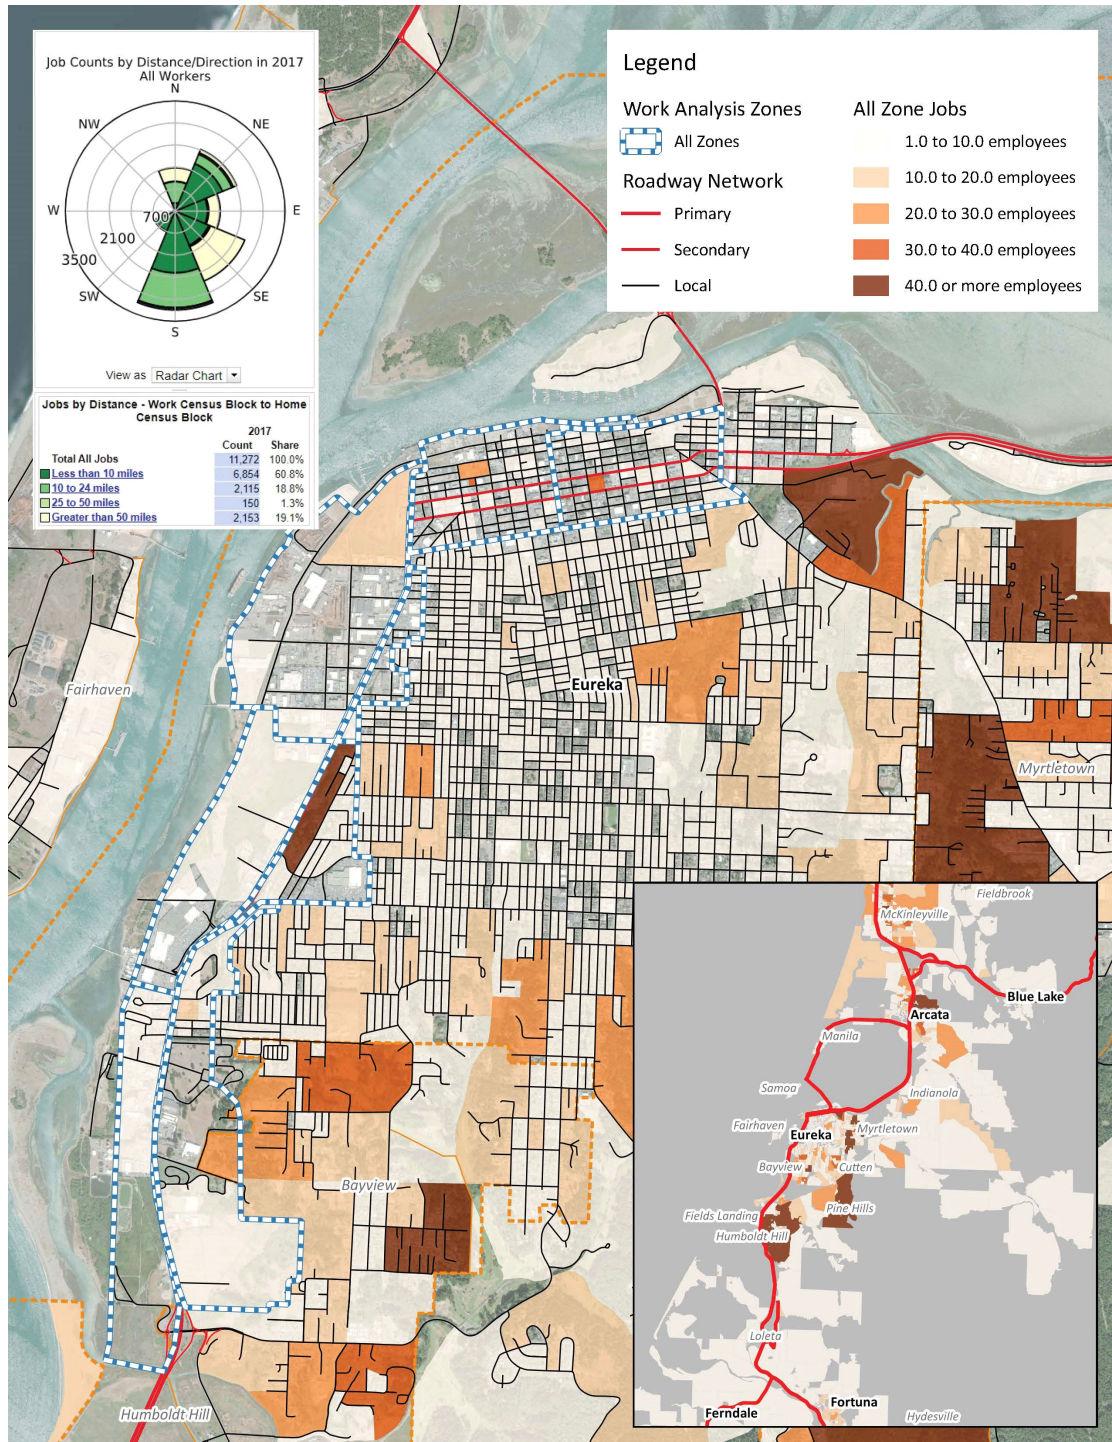 Job Counts by Distance/Direction in 2017
All Workers
N
NW
NE
W
E
700
2100
3500
SW
SE
S
View as Radar Chart
Jobs by Distance - Work Census Block to Home
Census Block
2017
Count Share
Total All Jobs 11,272 100.0%
Less than 10 miles 6,854 60.8%
10 to 24 miles 2,115 18.8%
25 to 50 miles 150 1.3%
Greater than 50 miles 2,153 19.1%
Legend
Work Analysis Zones
All Zones
Roadway Network
Primary
Secondary
Local
All Zone Jobs
1.0 to 10.0 employees
10.0 to 20.0 employees
20.0 to 30.0 employees
30.0 to 40.0 employees
40.0 or more employees
Fairhaven
Eureka
Myrtletown
Bayview
Humboldt Hill
Fieldbrook
McKinleyville
Blue Lake
Arcata
Manila
Samoa
Indianola
Fairhaven
Eureka
Myrtletown
Bayview
Cutten
Pine Hills
Fields Landing
Humboldt Hill
Loleta
Fortuna
Ferndale
Hydesville